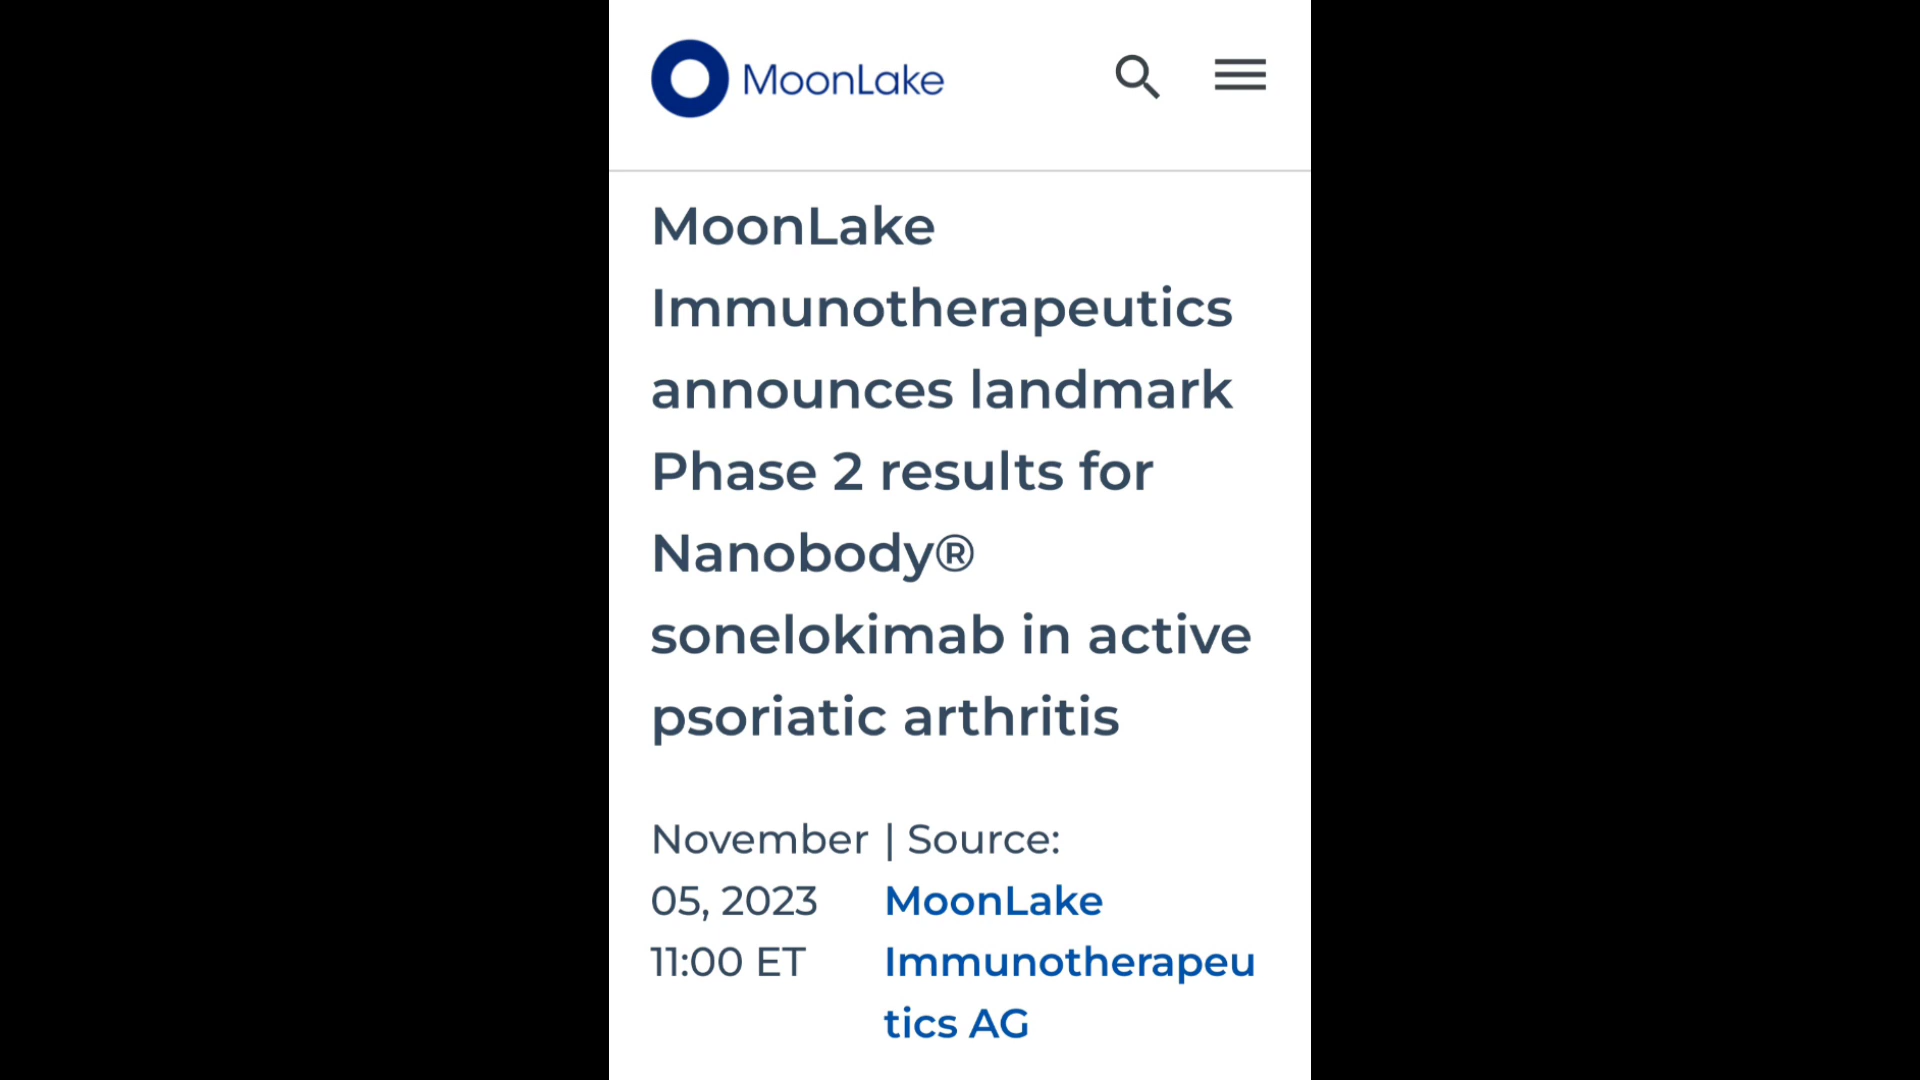 MoonLake
MoonLake
Immunotherapeutics
announces landmark
Phase 2 results for
Nanobody®
sonelokimab in active
psoriatic arthritis
November | Source:
05, 2023 MoonLake
11:00 ET Immunotherapeu
tics AG